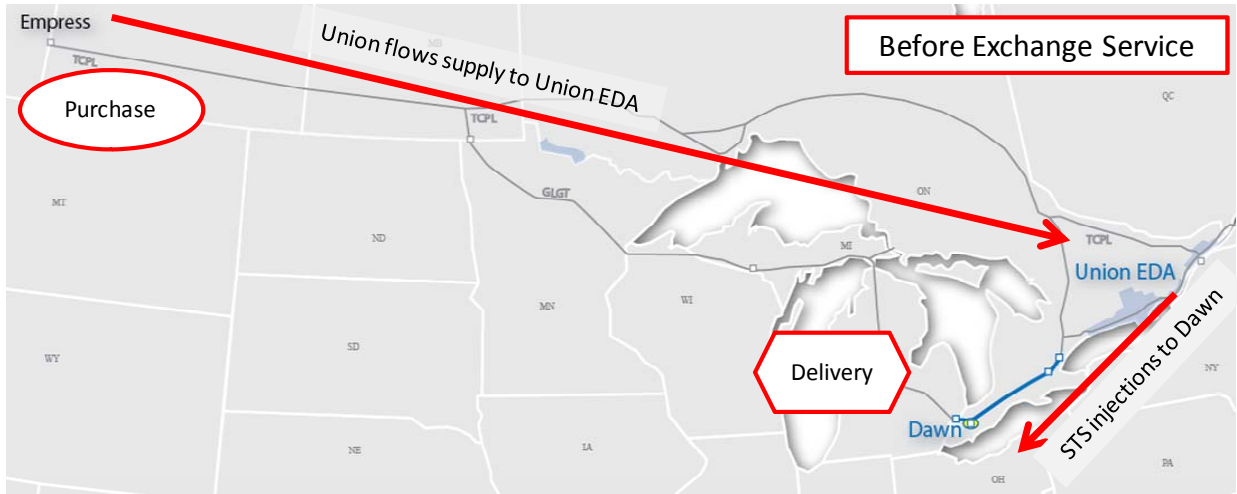 Empress
Before Exchange Service
Union flows supply to Union EDA
MB
TCPL
QC
Purchase
TCPL
GLGT
ON
MT
ND
MI
TCPL
Union EDA
MN
WI
WY
SD
Delivery
NY
STS injections to Dawn
Dawn
NE
IA
PA
OH